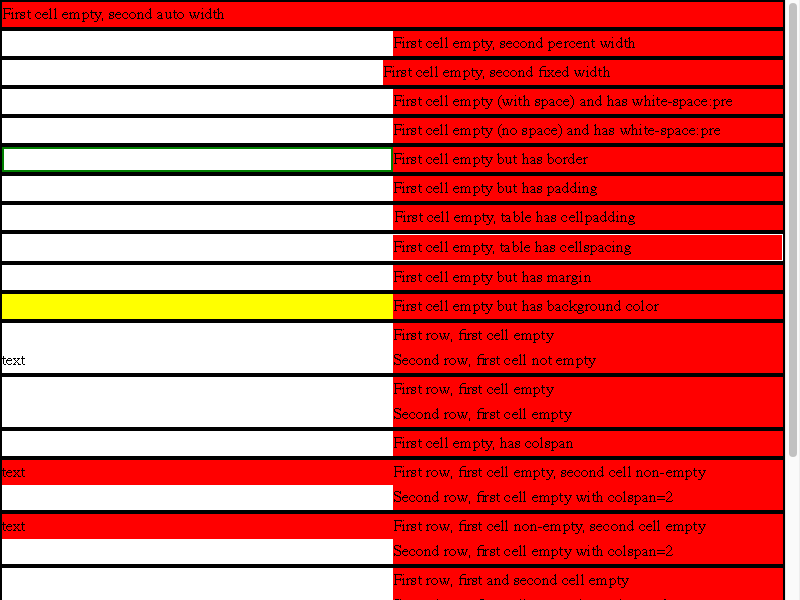 First cell empty, second auto width
First cell empty, second percent width
First cell empty, second fixed width
First cell empty (with space) and has white-space:pre
First cell empty (no space) and has white-space:pre
First cell empty but has border
First cell empty but has padding
First cell empty, table has cellpadding
First cell empty, table has cellspacing
First cell empty but has margin
First cell empty but has background color
First row, first cell empty
text Second row, first cell not empty
First row, first cell empty
Second row, first cell empty
First cell empty, has colspan
text First row, first cell empty, second cell non-empty
Second row, first cell empty with colspan=2
text First row, first cell non-empty, second cell empty
Second row, first cell empty with colspan=2
First row, first and second cell empty